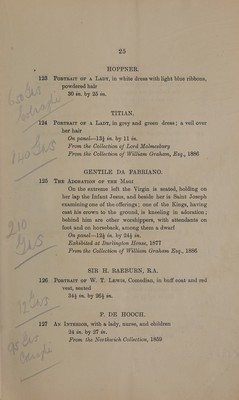 25
HOPPNER.
123 PORTRAIT OF A LADY, in white dress with light blue ribbons,
powdered hair
30 in. by 25 in.
TITIAN.
124 PORTRAIT OF A LADY, in grey and green dress; a veil over
her hair
On panel—13½ in. by 11 in.
From the Collection of Lord Malmesbury
From the Collection of William Graham, Esq., 1886
140 Gs
GENTILE DA FABRIANO.
125 THE ADORATION OF THE MAGI
On the extreme left the Virgin is seated, holding on
her lap the Infant Jesus, and beside her is Saint Joseph
examining one of the offerings; one of the Kings, having
cast his crown to the ground, is kneeling in adoration;
behind him are other worshippers, with attendants on
foot and on horseback, among them a dwarf
On panel—12½ in. by 24½ in.
Exhibited at Burlington House, 1877
From the Collection of William Graham Esq., 1886
210
Gs
SIR H. RAEBURN, R.A.
126 PORTRAIT OF W. T. LEWIS, Comedian, in buff coat and red
vest, seated
34½ in. by 26½ in.
P. DE HOOCH.
127 AN INTERIOR, with a lady, nurse, and children
24 in. by 27 in.
From the Northwick Collection, 1859